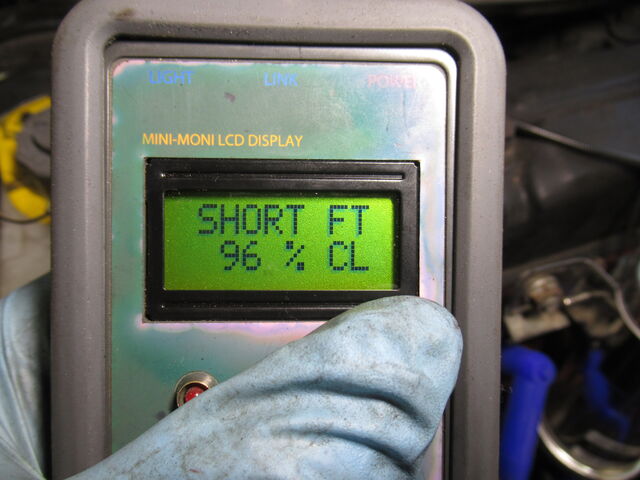 LIGHT LINK POWER
MINI-MONI LCD DISPLAY
SHORT FT
96 % CL